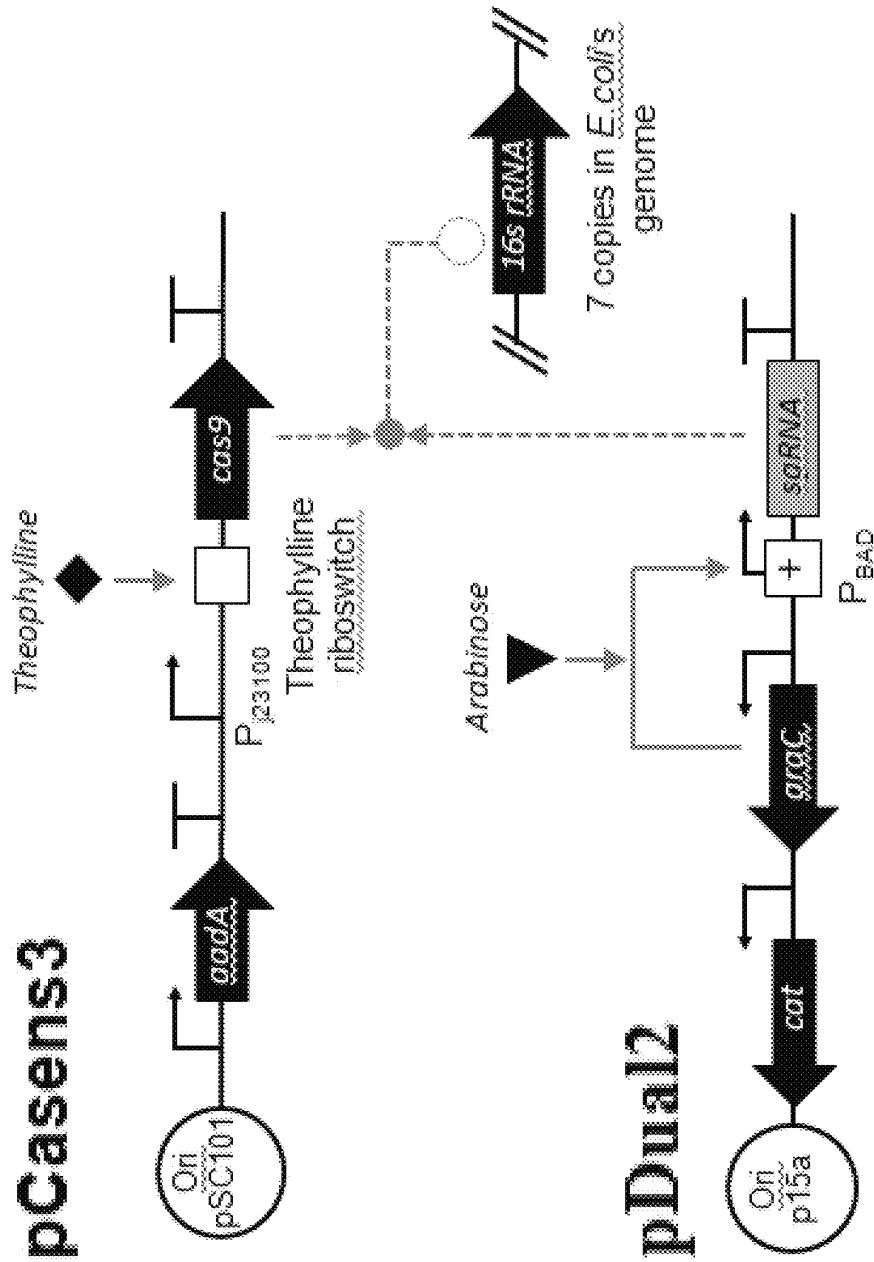 pCasens3
Theophylline
Ori
pSC101
aadA
P j23100
Theophylline
riboswitch
cas9
16s rRNA
7 copies in E.coli's
genome
pDual2
Arabinose
Ori
p15a
cat
araC
+
P BAD
sgRNA